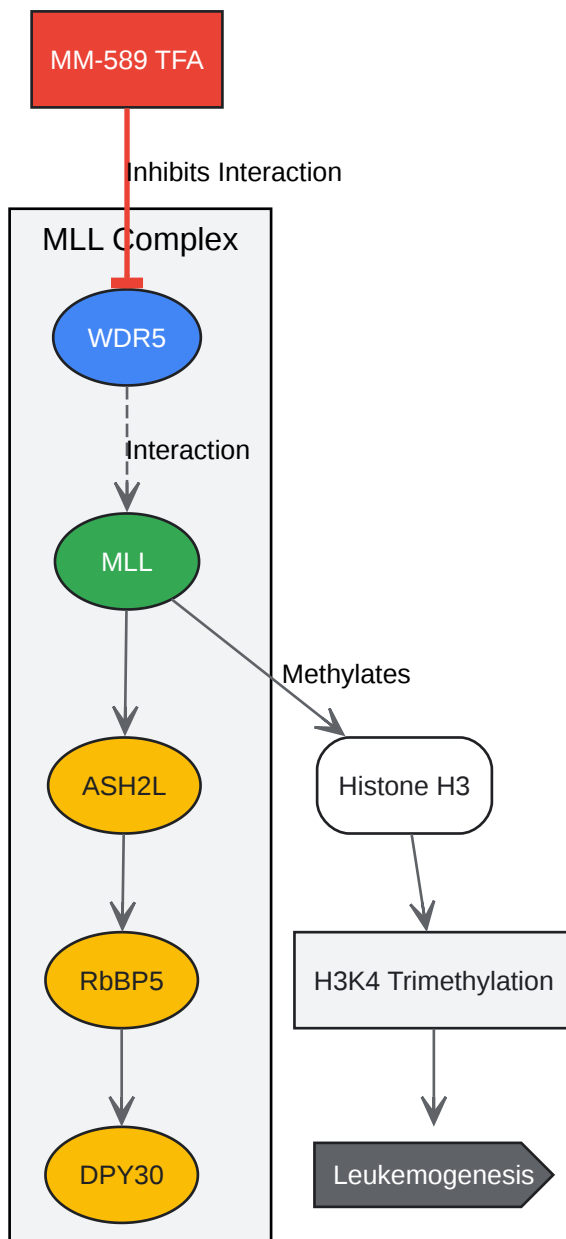 MM-589 TFA
Inhibits Interaction
MLL Complex
WDR5
Interaction
MLL
Methylates
ASH2L
Histone H3
RbBP5
H3K4 Trimethylation
DPY30
Leukemogenesis